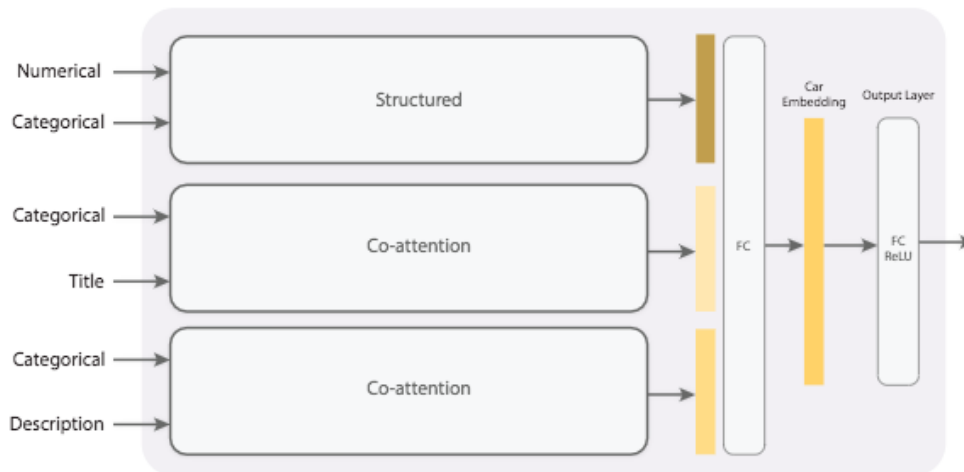 Numerical
Categorical
Structured
Categorical
Title
Co-attention
Categorical
Description
Co-attention
FC
Car
Embedding
Output Layer
FC
ReLU